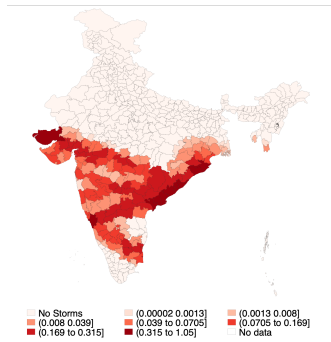 No Storms (0.00002 0.0013] (0.0013 0.008]
(0.008 0.039] (0.039 to 0.0705] (0.0705 to 0.169]
(0.169 to 0.315] (0.315 to 1.05] No data